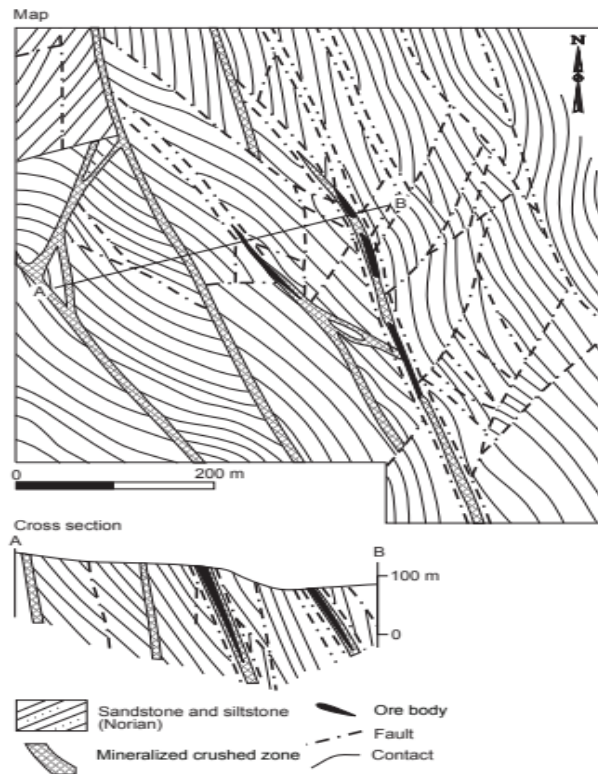 Map
N
B
A
0
200 m
Cross section
A
B
100 m
0
Sandstone and siltstone
(Norian)
Ore body
Fault
Mineralized crushed zone
Contact